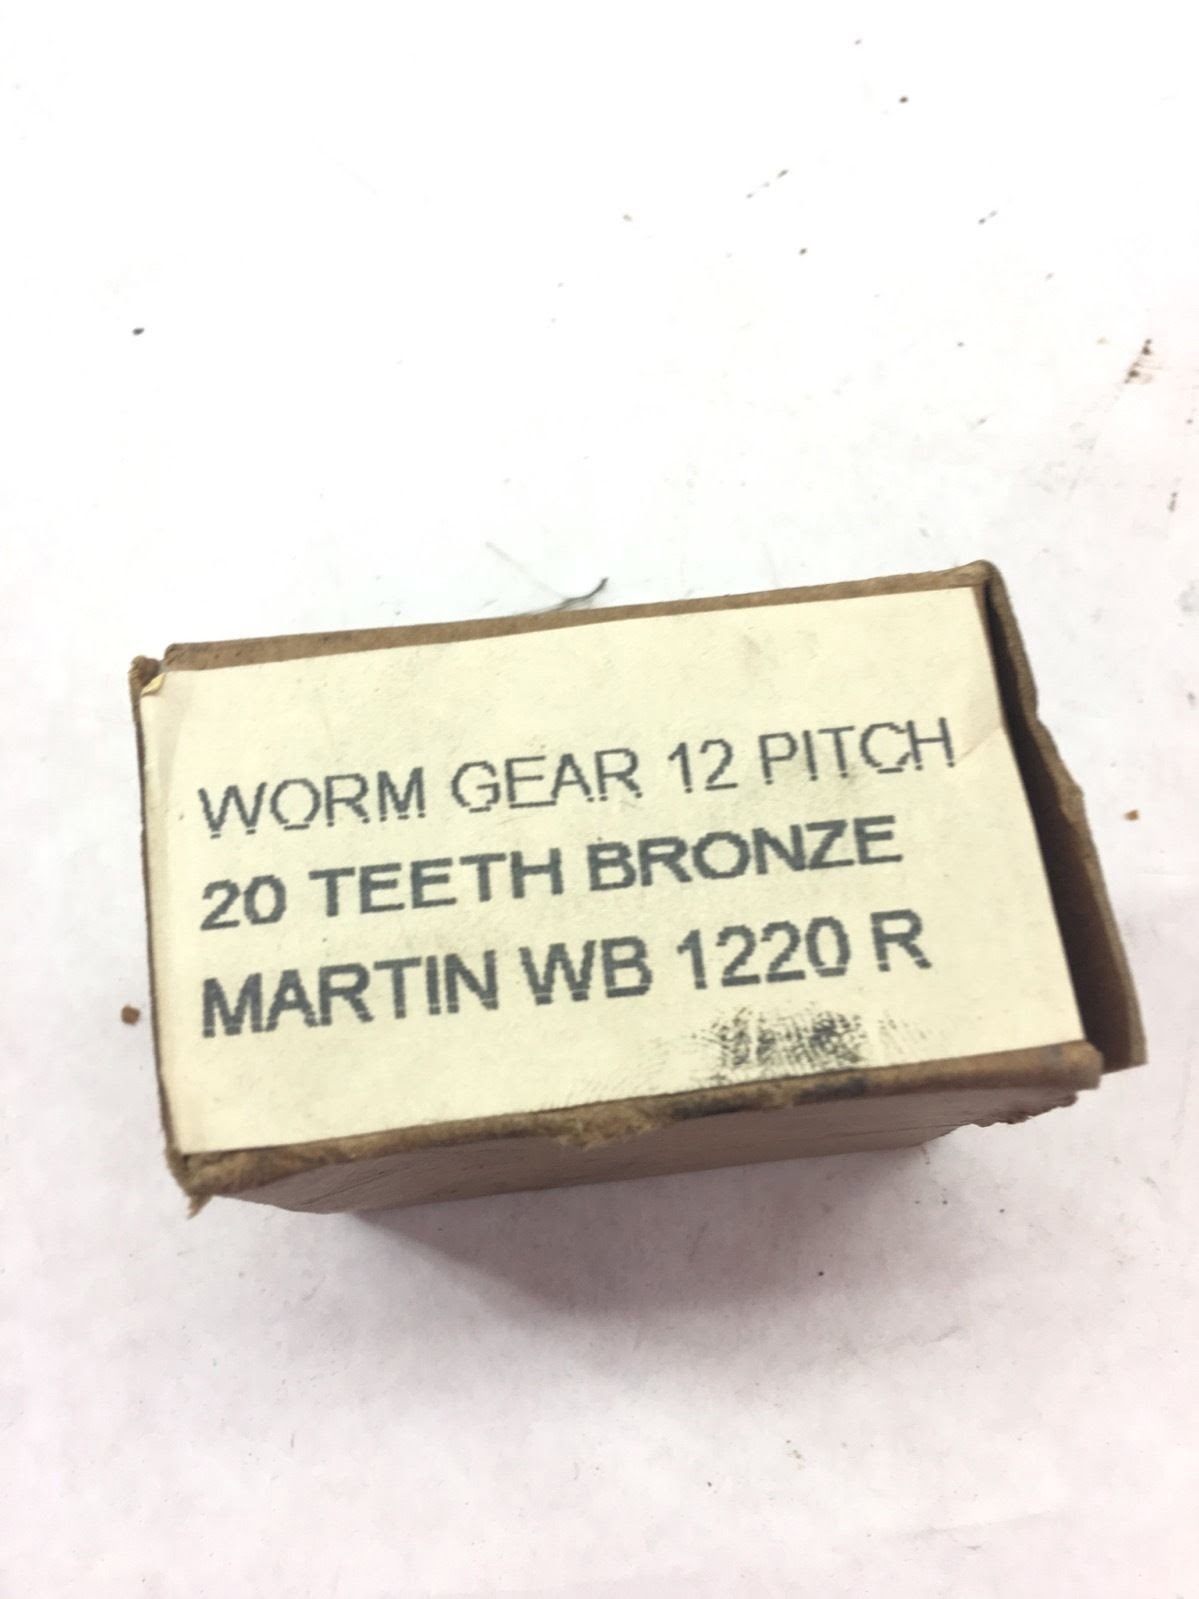 WORM GEAR 12 PITCH
20 TEETH BRONZE
MARTIN WB 1220 R